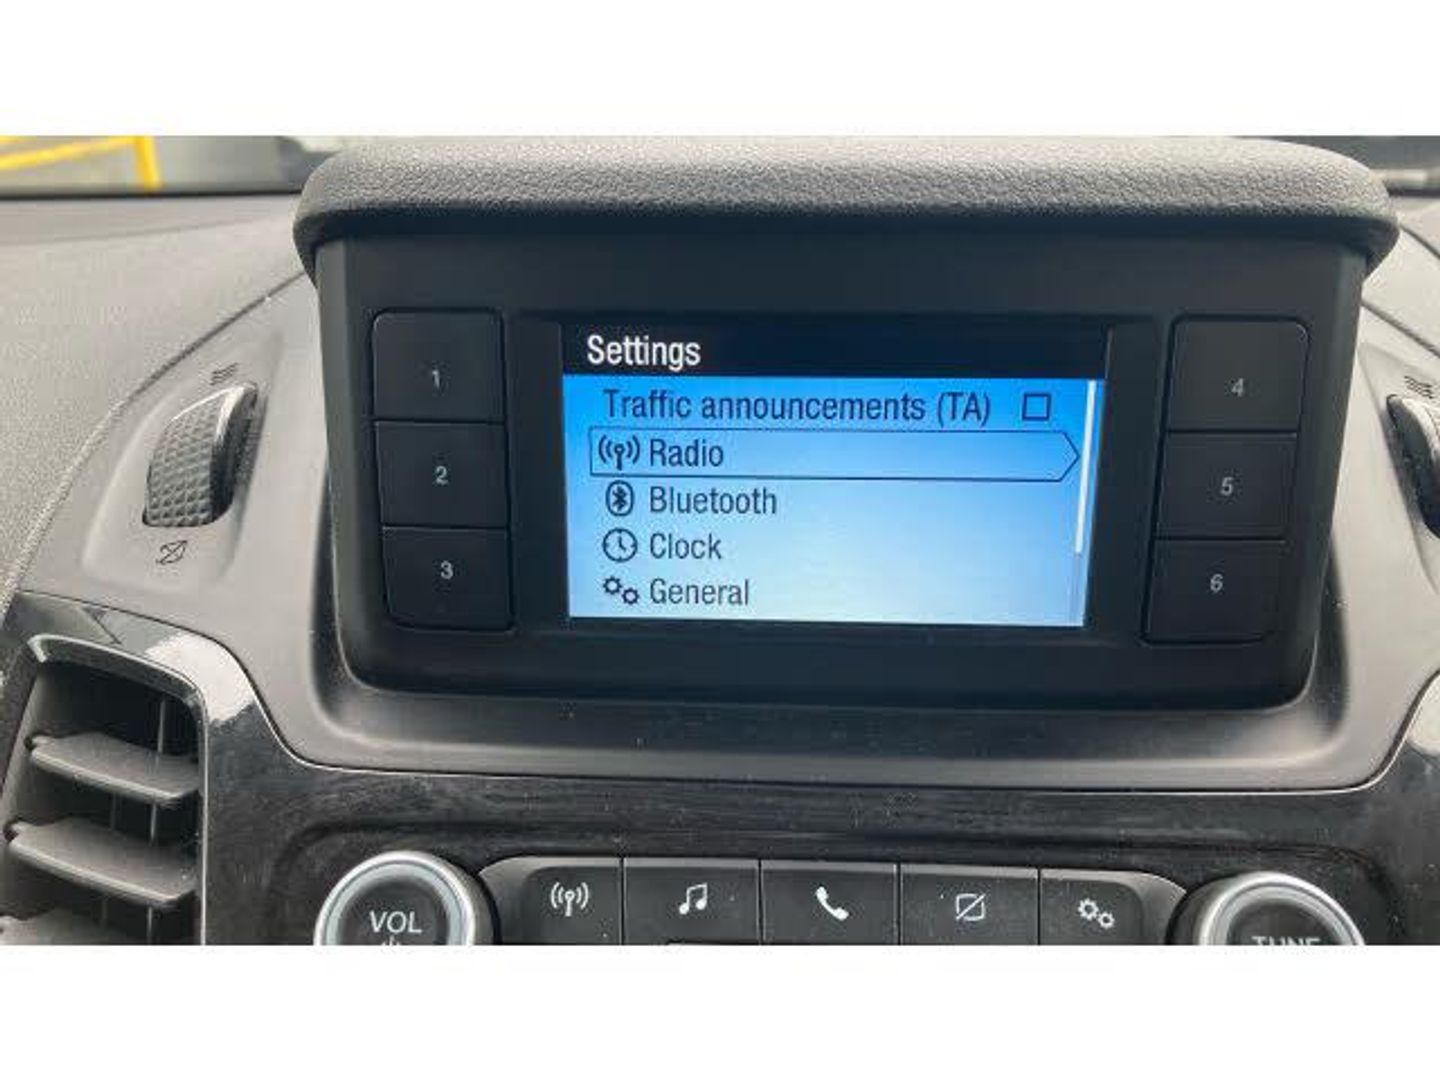 Settings
Traffic announcements (TA)
Radio
Bluetooth
Clock
General
1
2
3
4
5
6
VOL
TUNE